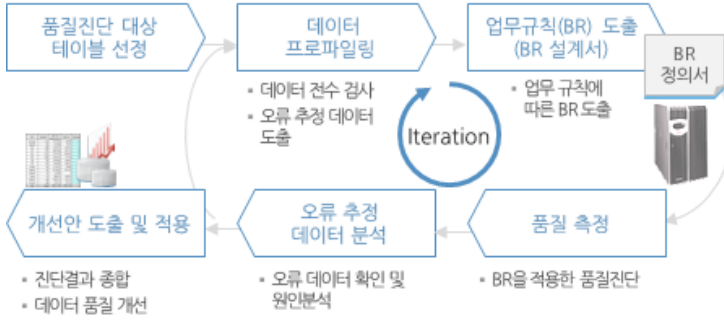 품질진단 대상
테이블 선정
데이터
프로파일링
업무규칙(BR) 도출
(BR 설계서)
BR
정의서
▪ 데이터 전수 검사
▪ 오류 추정 데이터
도출
▪ 업무 규칙에
따른 BR 도출
Iteration
개선안 도출 및 적용
오류 추정
데이터 분석
품질 측정
▪ 진단결과 종합
▪ 데이터 품질 개선
▪ 오류 데이터 확인 및
원인분석
▪ BR을 적용한 품질진단